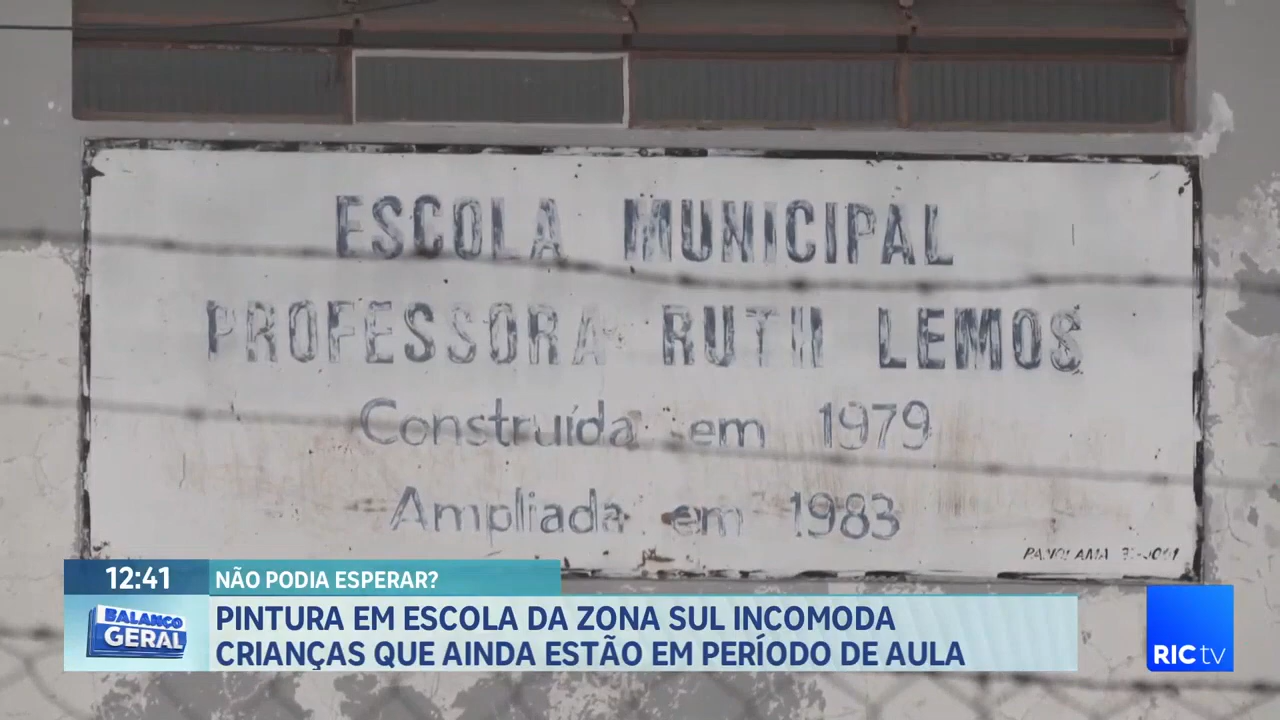 ESCOLA MUNICIPAL
PROFESSORA RUTH LEMOS
Construída em 1979
Ampliada em 1983
12:41
NÃO PODIA ESPERAR?
BALANÇO
GERAL
PINTURA EM ESCOLA DA ZONA SUL INCOMODA
CRIANÇAS QUE AINDA ESTÃO EM PERÍODO DE AULA
RIC tv